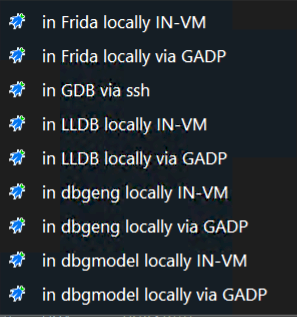 in Frida locally IN-VM
in Frida locally via GADP
in GDB via ssh
in LLDB locally IN-VM
in LLDB locally via GADP
in dbgeng locally IN-VM
in dbgeng locally via GADP
in dbgmodel locally IN-VM
in dbgmodel locally via GADP